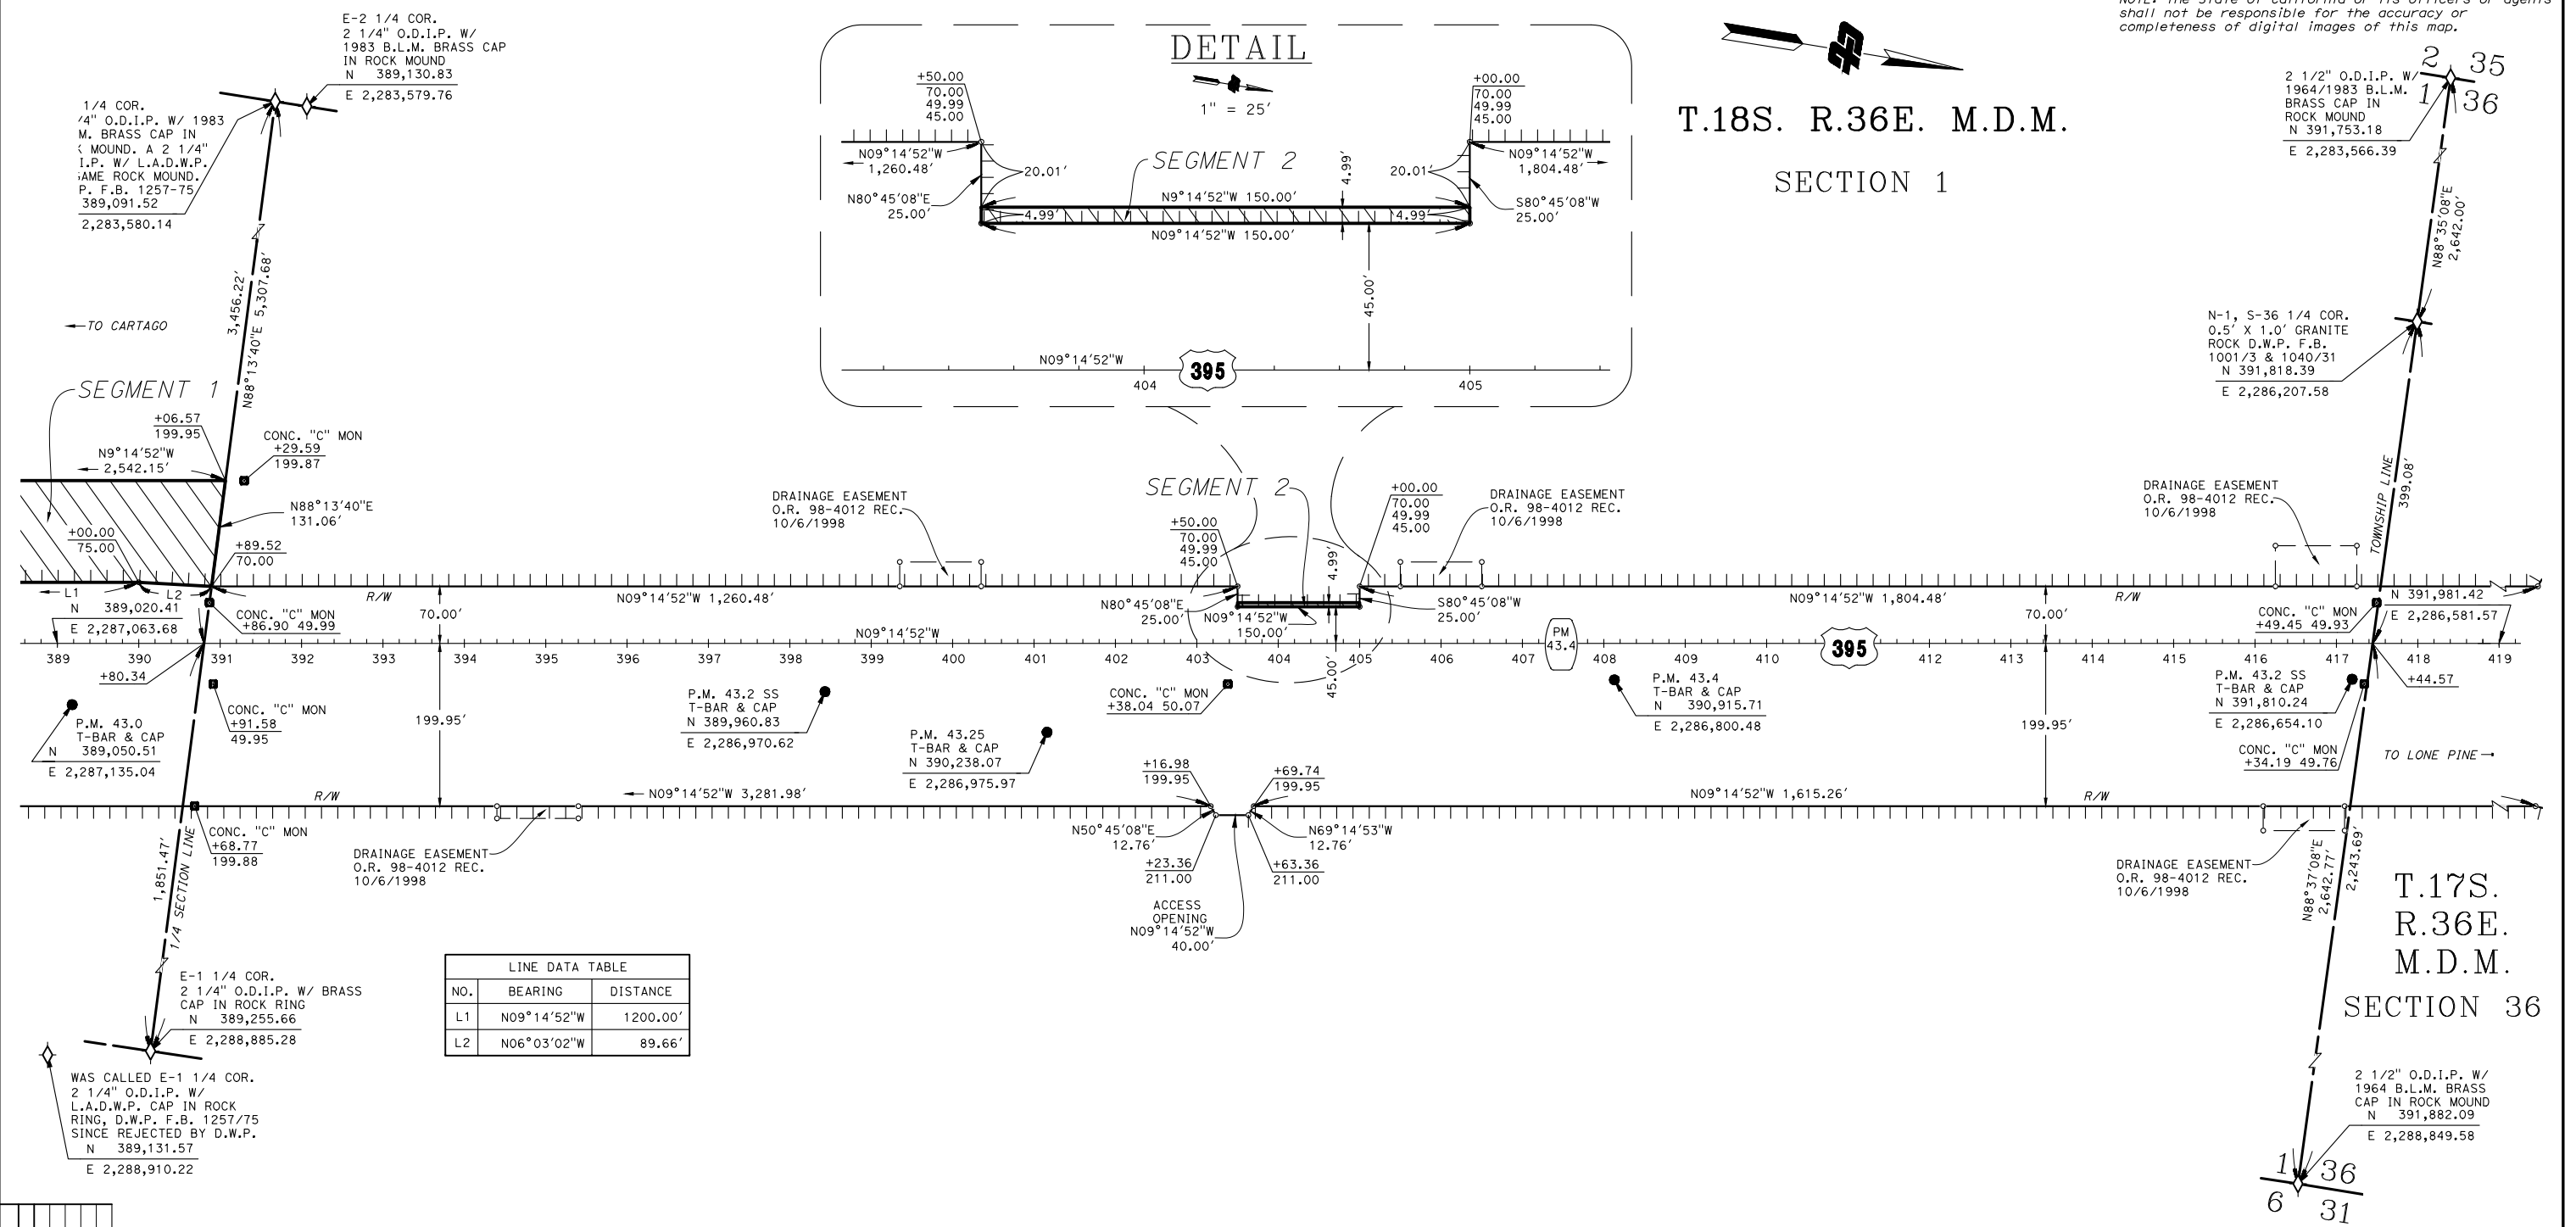 NOTE: The State of California or its officers or agents
shall not be responsible for the accuracy or
completeness of digital images of this map.
E-2 1/4 COR.
2 1/4" O.D.I.P. W/
1983 B.L.M. BRASS CAP
IN ROCK MOUND
N 389,130.83
E 2,283,579.76
1/4 COR.
/4" O.D.I.P. W/ 1983
M. BRASS CAP IN
MOUND. A 2 1/4"
I.P. W/ L.A.D.W.P.
SAME ROCK MOUND.
P. F.B. 1257-75
389,091.52
2,283,580.14
3,456.22'
N88°13'40"E 5,307.68'
TO CARTAGO
SEGMENT 1
+06.57
199.95
N9°14'52"W
2,542.15'
CONC. "C" MON
+29.59
199.87
N88°13'40"E
131.06'
+00.00
75.00
+89.52
70.00
L1
L2
N 389,020.41
E 2,287,063.68
CONC. "C" MON
+86.90 49.99
DETAIL
1" = 25'
+50.00
70.00
49.99
45.00
+00.00
70.00
49.99
45.00
N09°14'52"W
1,260.48'
SEGMENT 2
N09°14'52"W
1,804.48'
20.01'
20.01'
4.99'
N80°45'08"E
25.00'
N9°14'52"W 150.00'
S80°45'08"W
25.00'
4.99'
4.99'
N09°14'52"W 150.00'
45.00'
N09°14'52"W
395
404
405
T.18S. R.36E. M.D.M.
SECTION 1
2 35
1 36
2 1/2" O.D.I.P. W/
1964/1983 B.L.M.
BRASS CAP IN
ROCK MOUND
N 391,753.18
E 2,283,566.39
N88°35'08"E
2,642.00'
N-1, S-36 1/4 COR.
0.5' X 1.0' GRANITE
ROCK D.W.P. F.B.
1001/3 & 1040/31
N 391,818.39
E 2,286,207.58
TOWNSHIP LINE
399.08'
DRAINAGE EASEMENT
O.R. 98-4012 REC.
10/6/1998
SEGMENT 2
+50.00
70.00
49.99
45.00
+00.00
70.00
49.99
45.00
DRAINAGE EASEMENT
O.R. 98-4012 REC.
10/6/1998
DRAINAGE EASEMENT
O.R. 98-4012 REC.
10/6/1998
R/W
70.00'
N09°14'52"W 1,260.48'
N80°45'08"E
25.00'
4.99'
N09°14'52"W
150.00'
S80°45'08"W
25.00'
N09°14'52"W 1,804.48'
R/W
70.00'
N 391,981.42
E 2,286,581.57
CONC. "C" MON
+49.45 49.93
N09°14'52"W
PM
43.4
395
389 390 391 392 393 394 395 396 397 398 399 400 401 402 403 404 405 406 407 408 409 410 411 412 413 414 415 416 417 418 419
+80.34
+44.57
45.00'
P.M. 43.0
T-BAR & CAP
N 389,050.51
E 2,287,135.04
CONC. "C" MON
+91.58
49.95
199.95'
P.M. 43.2 SS
T-BAR & CAP
N 389,960.83
E 2,286,970.62
P.M. 43.25
T-BAR & CAP
N 390,238.07
E 2,286,975.97
CONC. "C" MON
+38.04 50.07
P.M. 43.4
T-BAR & CAP
N 390,915.71
E 2,286,800.48
199.95'
P.M. 43.2 SS
T-BAR & CAP
N 391,810.24
E 2,286,654.10
CONC. "C" MON
+34.19 49.76
TO LONE PINE
R/W
N09°14'52"W 3,281.98'
+16.98
199.95
+69.74
199.95
N09°14'52"W 1,615.26'
R/W
CONC. "C" MON
+68.77
199.88
1,851.47'
1/4 SECTION LINE
DRAINAGE EASEMENT
O.R. 98-4012 REC.
10/6/1998
N50°45'08"E
12.76'
N69°14'53"W
12.76'
+23.36
211.00
+63.36
211.00
ACCESS
OPENING
N09°14'52"W
40.00'
DRAINAGE EASEMENT
O.R. 98-4012 REC.
10/6/1998
N88°37'08"E
2,642.77'
2,243.69'
T.17S.
R.36E.
M.D.M.
SECTION 36
E-1 1/4 COR.
2 1/4" O.D.I.P. W/ BRASS
CAP IN ROCK RING
N 389,255.66
E 2,288,885.28
LINE DATA TABLE
NO. BEARING DISTANCE
L1 N09°14'52"W 1200.00'
L2 N06°03'02"W 89.66'
WAS CALLED E-1 1/4 COR.
2 1/4" O.D.I.P. W/
L.A.D.W.P. CAP IN ROCK
RING, D.W.P. F.B. 1257/75
SINCE REJECTED BY D.W.P.
N 389,131.57
E 2,288,910.22
2 1/2" O.D.I.P. W/
1964 B.L.M. BRASS
CAP IN ROCK MOUND
N 391,882.09
E 2,288,849.58
1 36
6 31